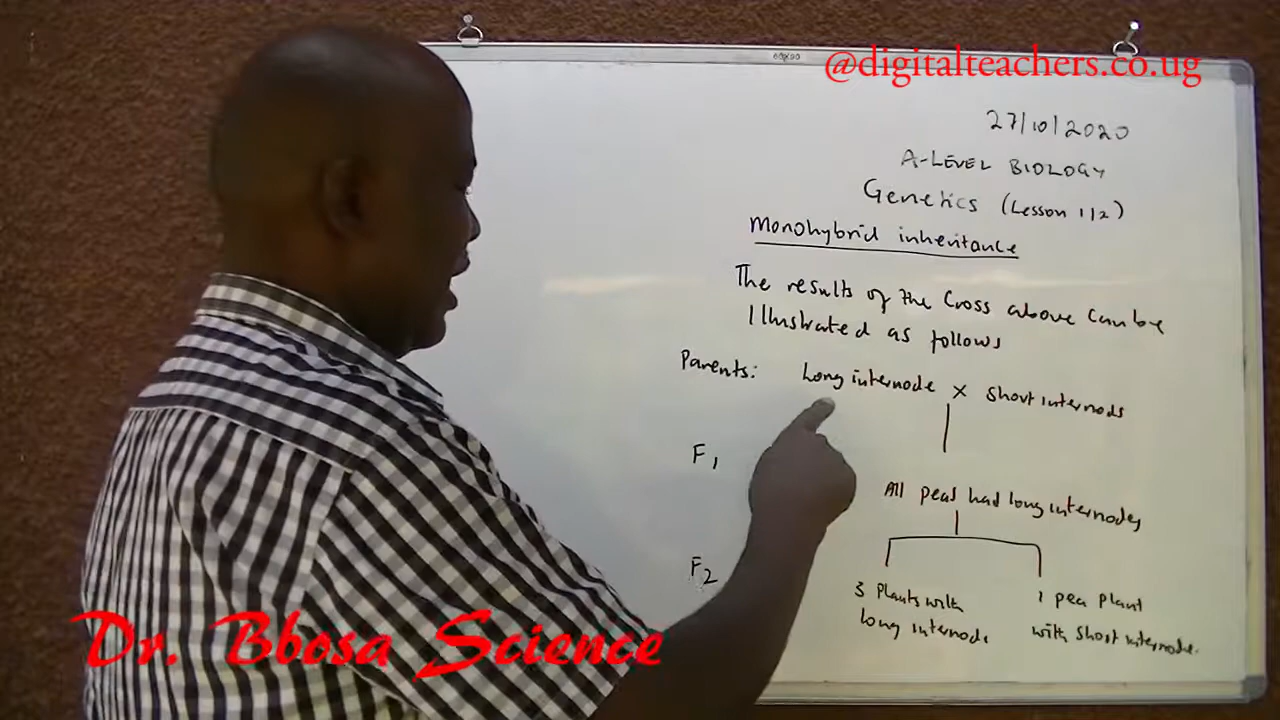 @digitalteachers.co.ug
27/10/2020
A-LEVEL BIOLOGY
Genetics (Lesson 1/2)
Monohybrid inheritance
The results of the Cross above can be
Illustrated as follows
Parents: Long internode × Short internode
F1
All peas had long internodes
F2
3 Plants with
long internode
1 pea plant
with short internode.
Dr. Bbosa Science